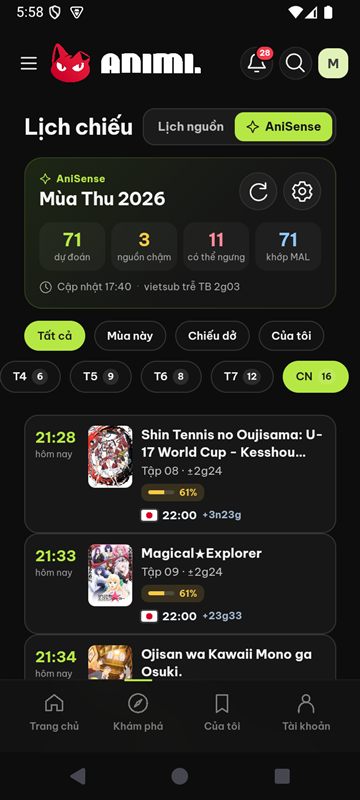 5:58
ANIMI.
28
M
Lịch chiếu
Lịch nguồn
AniSense
AniSense
Mùa Thu 2026
71
dự đoán
3
nguồn chậm
11
có thể ngưng
71
khớp MAL
Cập nhật 17:40 · vietsub trễ TB 2g03
Tất cả
Mùa này
Chiếu dở
Của tôi
T4 6
T5 9
T6 8
T7 12
CN 16
21:28
hôm nay
Shin Tennis no Oujisama: U-
17 World Cup - Kesshou...
Tập 08 · ±2g24
61%
22:00 +3n23g
21:33
hôm nay
Magical★Explorer
Tập 09 · ±2g24
61%
22:00 +23g33
21:34
hôm nay
Ojisan wa Kawaii Mono ga
Osuki.
Trang chủ
Khám phá
Của tôi
Tài khoản